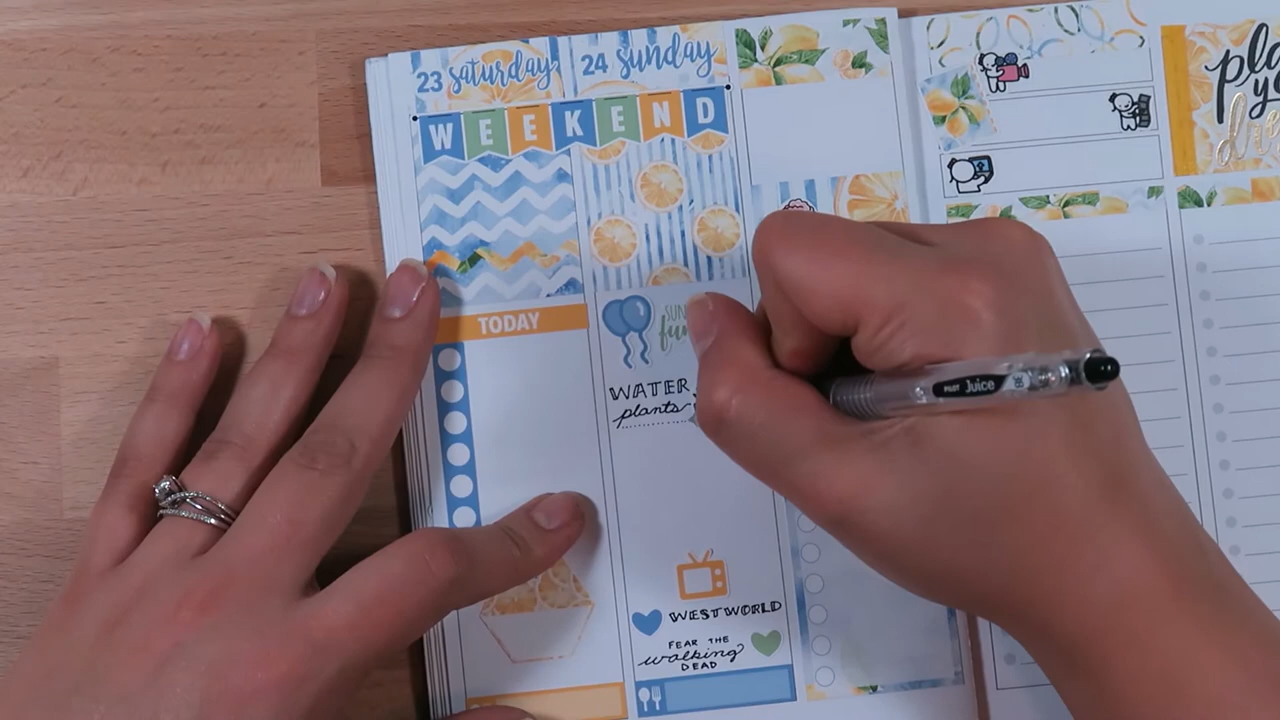 23 saturday
24 sunday
WEEKEND
TODAY
WATER
plants
WESTWORLD
FEAR THE
walking
DEAD
PILOT Juice